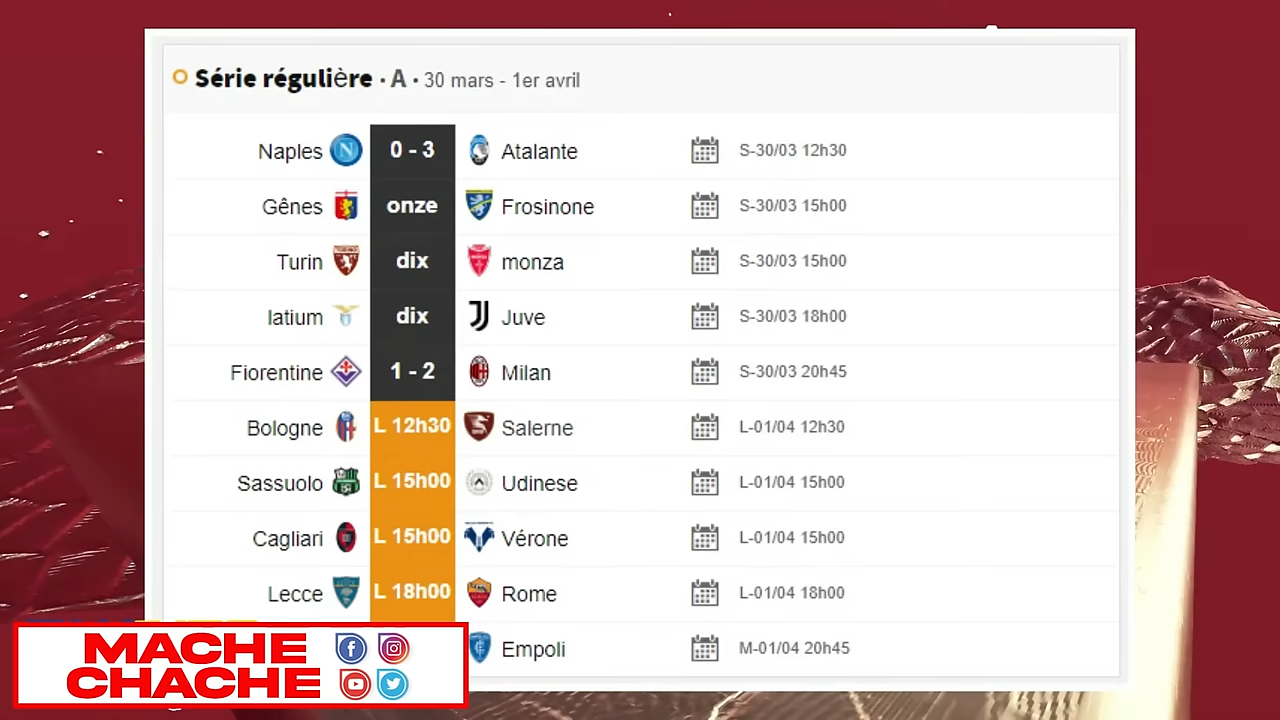 Série régulière · A · 30 mars - 1er avril
Naples 0 - 3 Atalante S-30/03 12h30
Gênes onze Frosinone S-30/03 15h00
Turin dix monza S-30/03 15h00
latium dix Juve S-30/03 18h00
Fiorentine 1 - 2 Milan S-30/03 20h45
Bologne L 12h30 Salerne L-01/04 12h30
Sassuolo L 15h00 Udinese L-01/04 15h00
Cagliari L 15h00 Vérone L-01/04 15h00
Lecce L 18h00 Rome L-01/04 18h00
Empoli M-01/04 20h45
MACHE
CHACHE